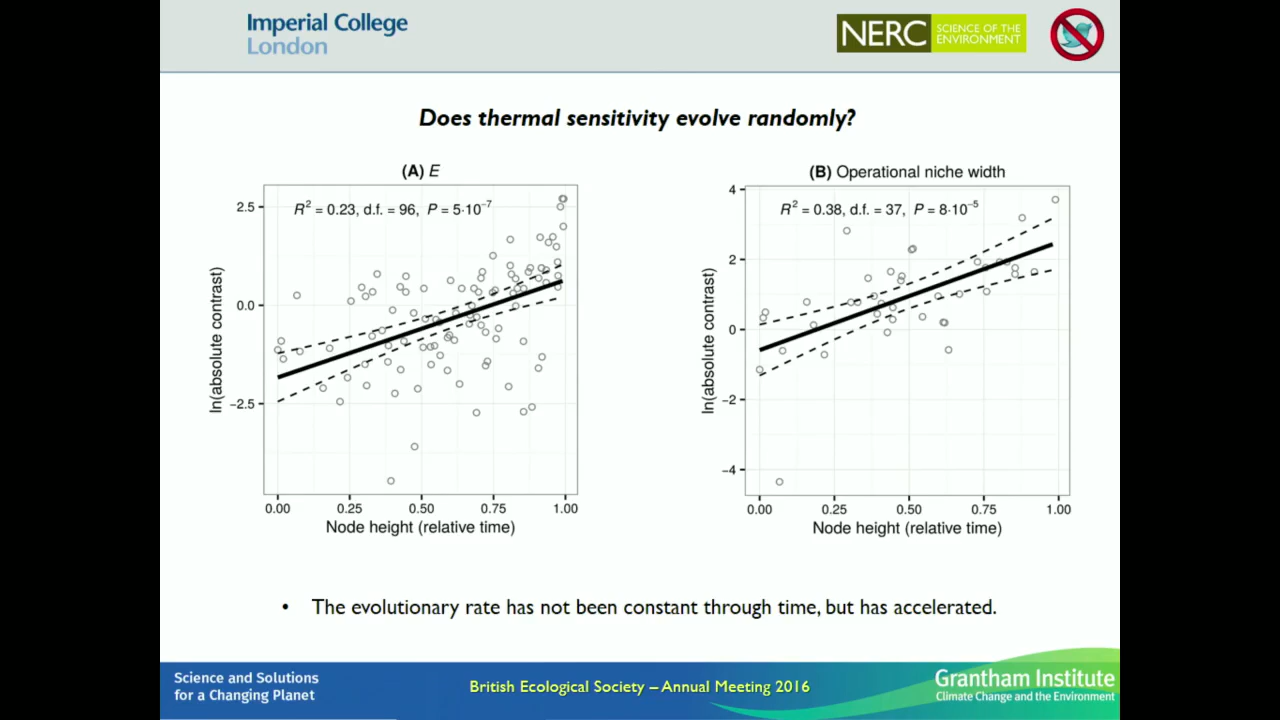 Imperial College
London
NERC
SCIENCE OF THE
ENVIRONMENT
Does thermal sensitivity evolve randomly?
(A) E
R² = 0.23, d.f. = 96, P = 5·10⁻⁷
2.5
0.0
−2.5
ln(absolute contrast)
0.00 0.25 0.50 0.75 1.00
Node height (relative time)
(B) Operational niche width
R² = 0.38, d.f. = 37, P = 8·10⁻⁵
4
2
0
−2
−4
ln(absolute contrast)
0.00 0.25 0.50 0.75 1.00
Node height (relative time)
• The evolutionary rate has not been constant through time, but has accelerated.
Science and Solutions
for a Changing Planet
British Ecological Society – Annual Meeting 2016
Grantham Institute
Climate Change and the Environment